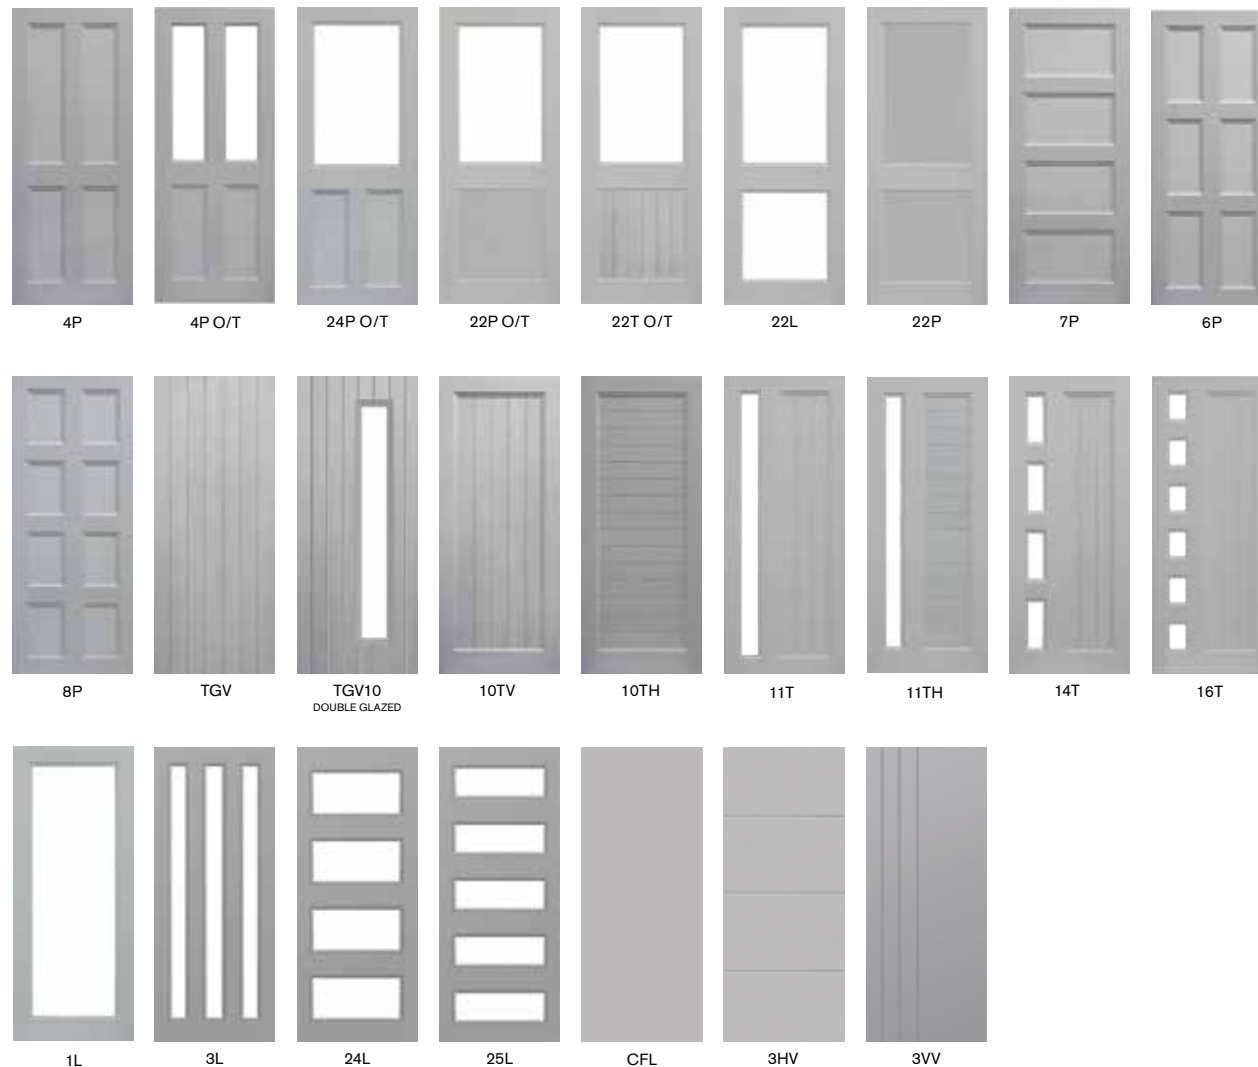 4P
4P O/T
24P O/T
22P O/T
22T O/T
22L
22P
7P
6P
8P
TGV
TGV10
DOUBLE GLAZED
10TV
10TH
11T
11TH
14T
16T
1L
3L
24L
25L
CFL
3HV
3VV